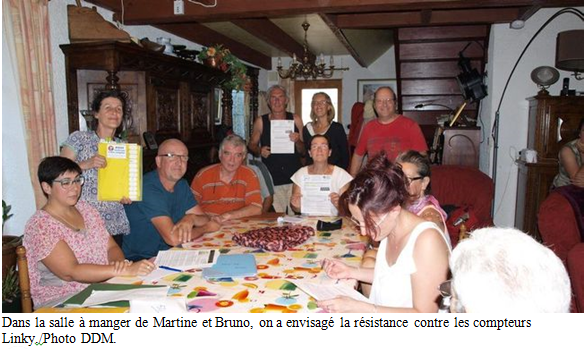 Dans la salle à manger de Martine et Bruno, on a envisagé la résistance contre les compteurs
Linky./Photo DDM.